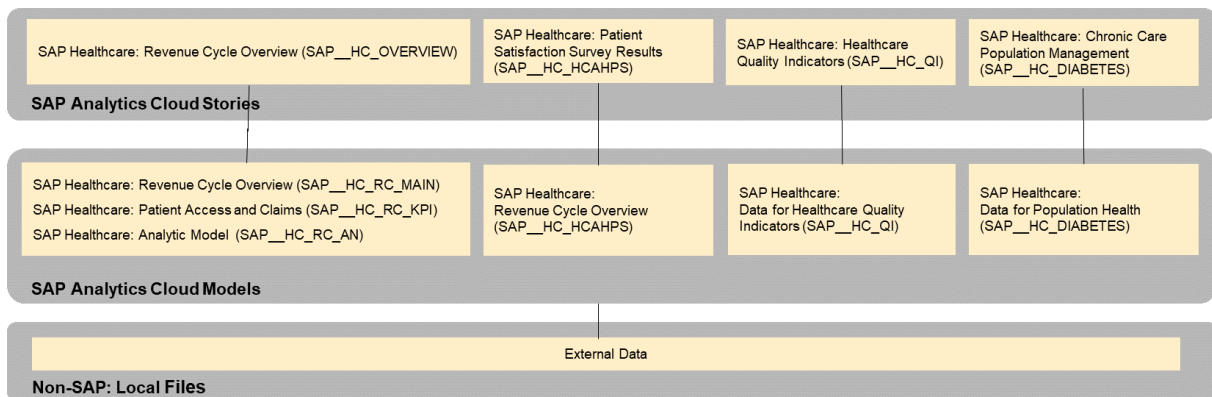 SAP Healthcare: Revenue Cycle Overview (SAP__HC_OVERVIEW)
SAP Healthcare: Patient
Satisfaction Survey Results
(SAP__HC_HCAHPS)
SAP Healthcare: Healthcare
Quality Indicators (SAP__HC_QI)
SAP Healthcare: Chronic Care
Population Management
(SAP__HC_DIABETES)
SAP Analytics Cloud Stories
SAP Healthcare: Revenue Cycle Overview (SAP__HC_RC_MAIN)
SAP Healthcare: Patient Access and Claims (SAP__HC_RC_KPI)
SAP Healthcare: Analytic Model (SAP__HC_RC_AN)
SAP Healthcare:
Revenue Cycle Overview
(SAP__HC_HCAHPS)
SAP Healthcare:
Data for Healthcare Quality
Indicators (SAP__HC_QI)
SAP Healthcare:
Data for Population Health
(SAP__HC_DIABETES)
SAP Analytics Cloud Models
External Data
Non-SAP: Local Files